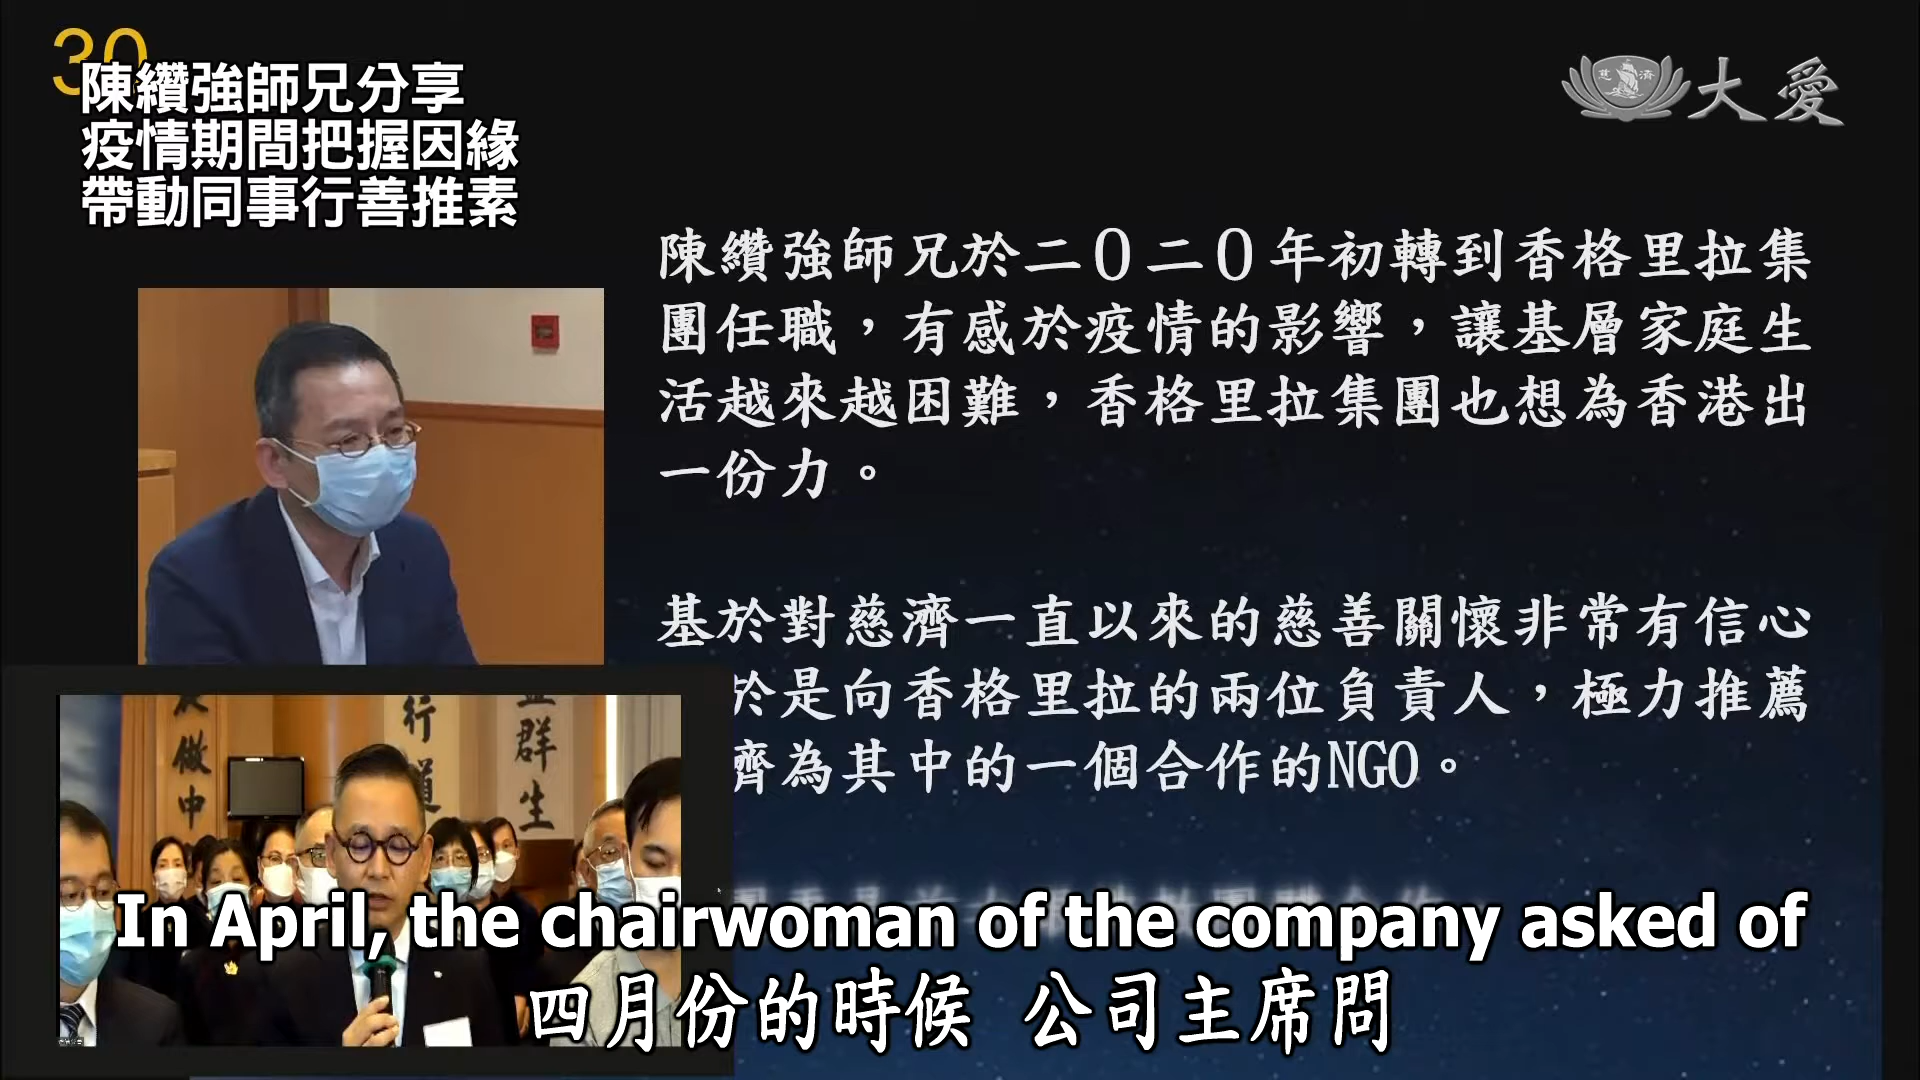 30
陳纘強師兄分享
疫情期間把握因緣
帶動同事行善推素
慈濟
大愛
陳纘強師兄於二０二０年初轉到香格里拉集
團任職，有感於疫情的影響，讓基層家庭生
活越來越困難，香格里拉集團也想為香港出
一份力。
基於對慈濟一直以來的慈善關懷非常有信心
於是向香格里拉的兩位負責人，極力推薦
濟為其中的一個合作的NGO。
做中
行道
群生
In April, the chairwoman of the company asked of
四月份的時候 公司主席問